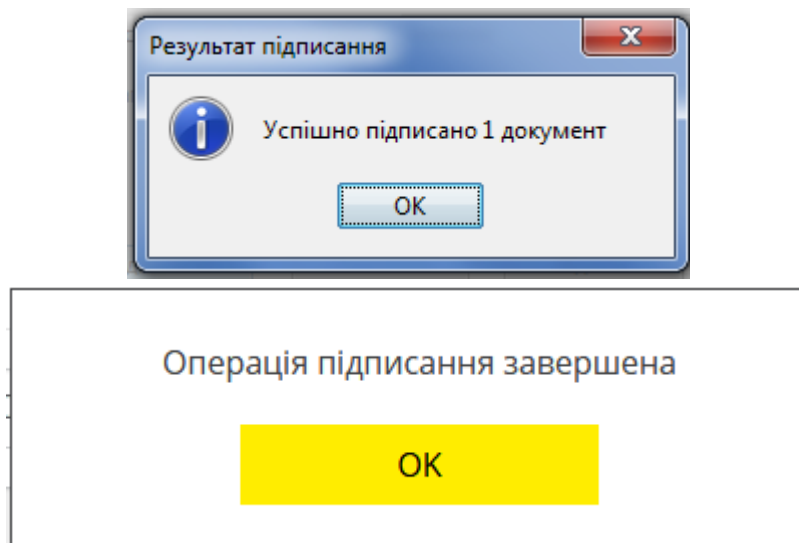 Результат підписання
Успішно підписано 1 документ
OK
Операція підписання завершена
OK